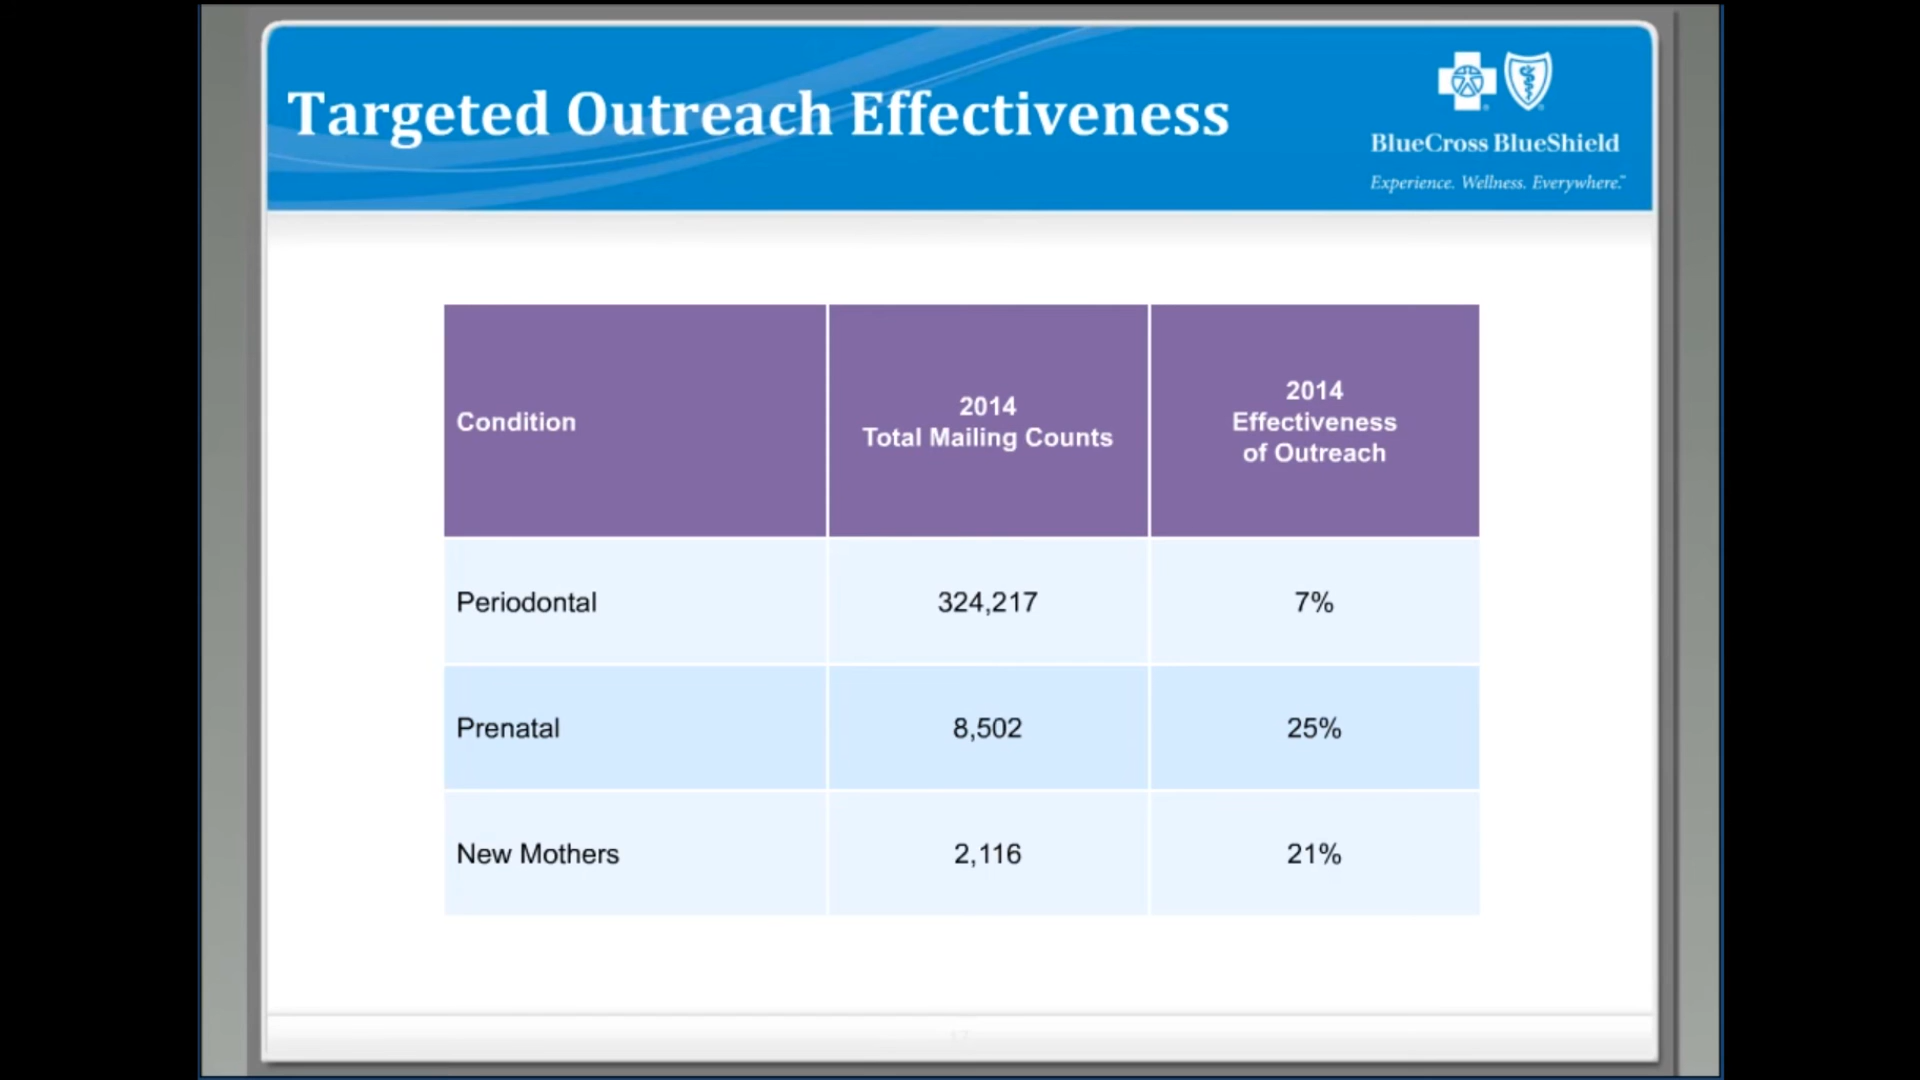 Targeted Outreach Effectiveness
BlueCross BlueShield
Experience. Wellness. Everywhere.℠
Condition
2014
Total Mailing Counts
2014
Effectiveness
of Outreach
Periodontal
324,217
7%
Prenatal
8,502
25%
New Mothers
2,116
21%